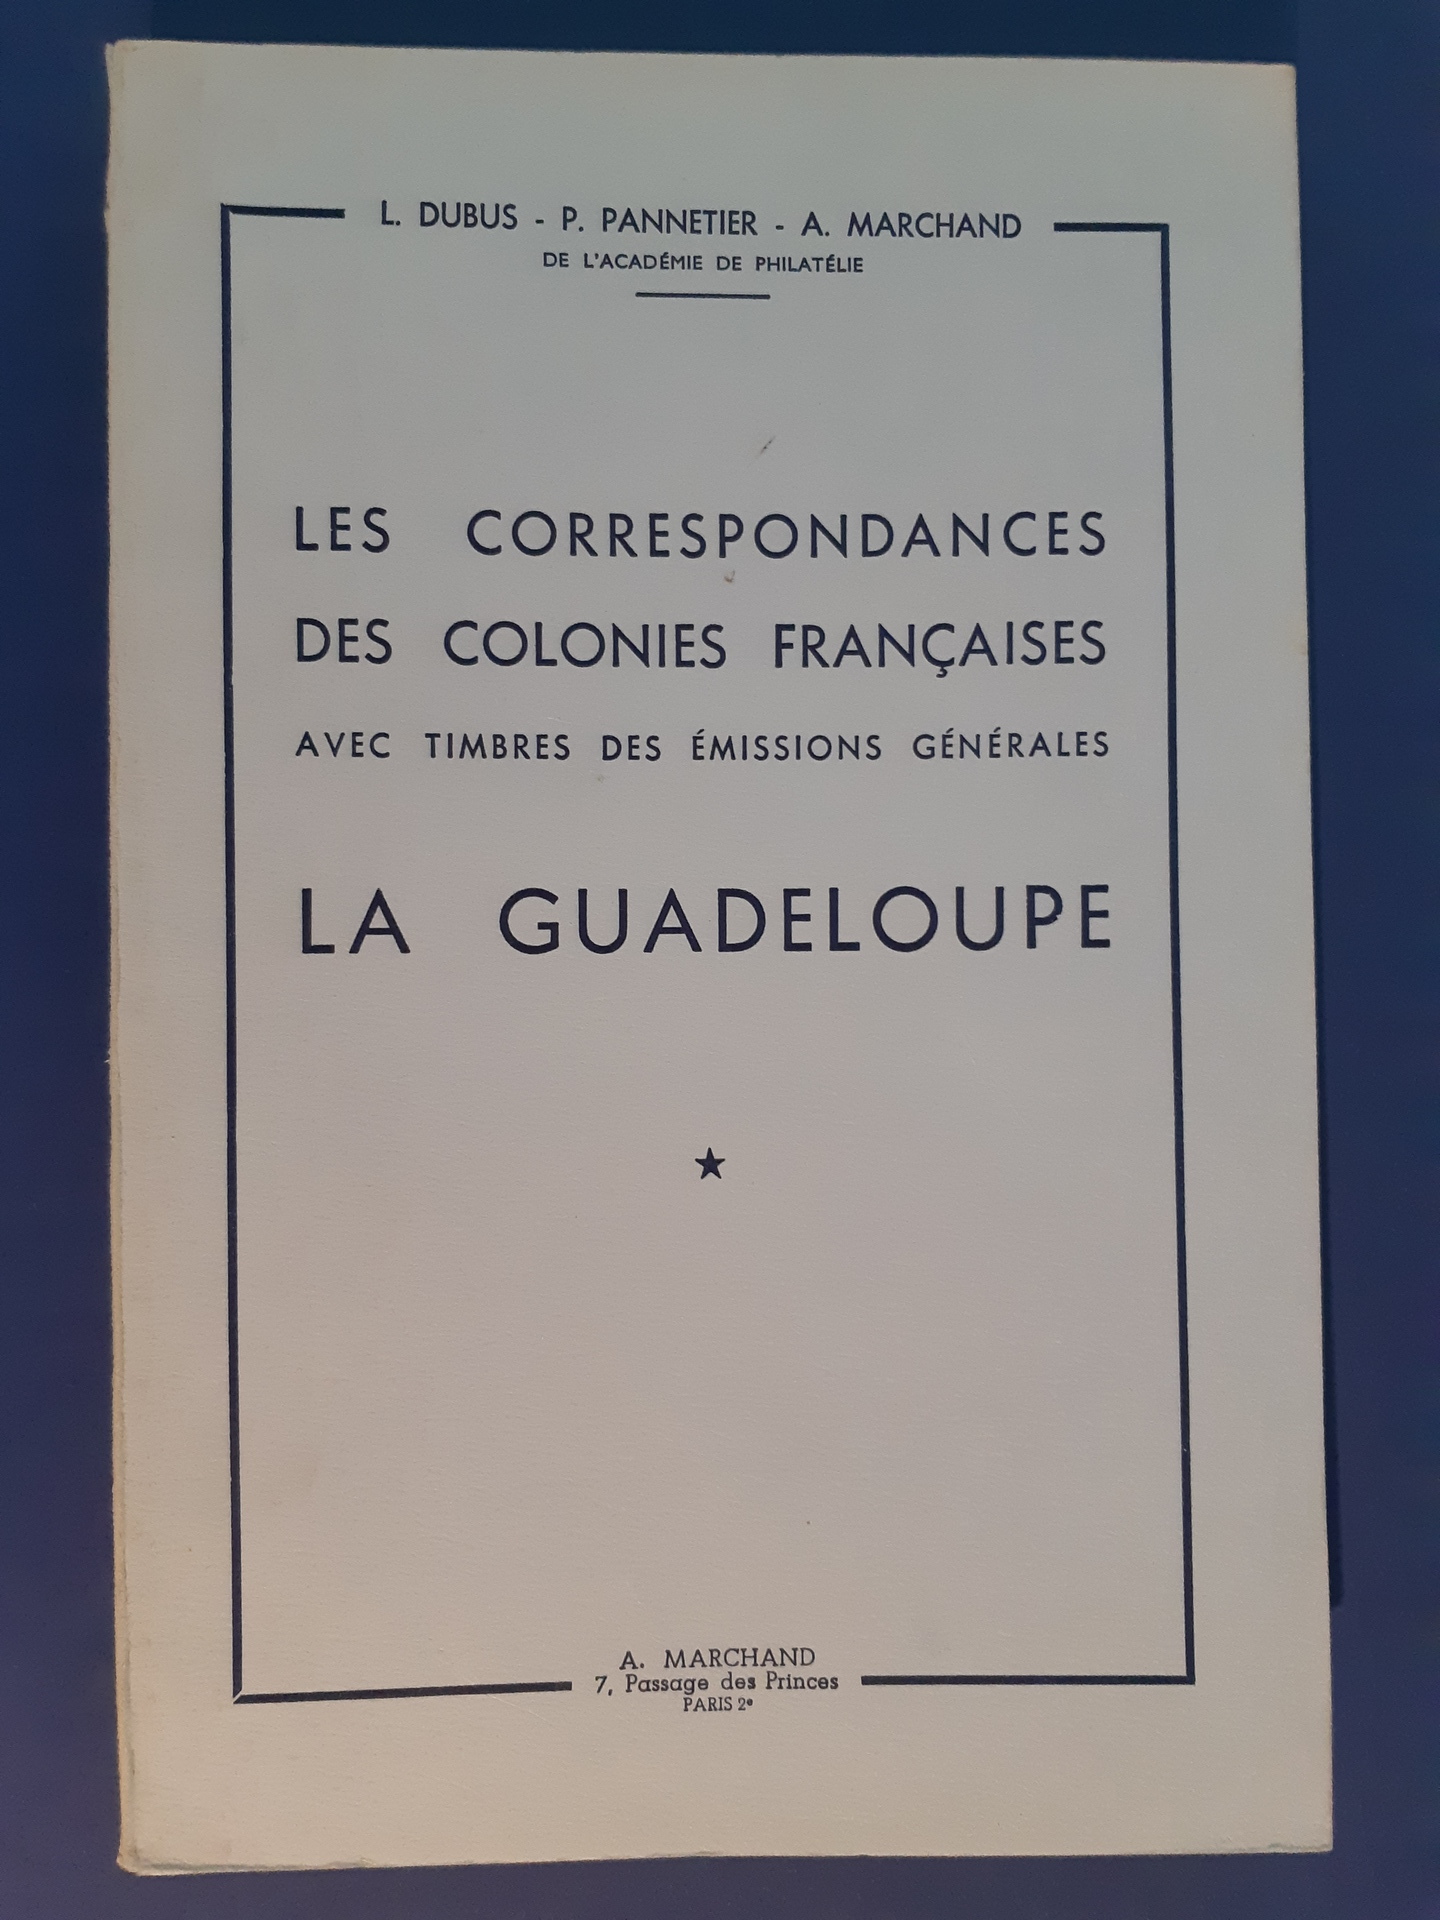 L. DUBUS - P. PANNETIER - A. MARCHAND
DE L'ACADÉMIE DE PHILATÉLIE
LES CORRESPONDANCES
DES COLONIES FRANÇAISES
AVEC TIMBRES DES ÉMISSIONS GÉNÉRALES
LA GUADELOUPE
A. MARCHAND
7, Passage des Princes
PARIS 2e